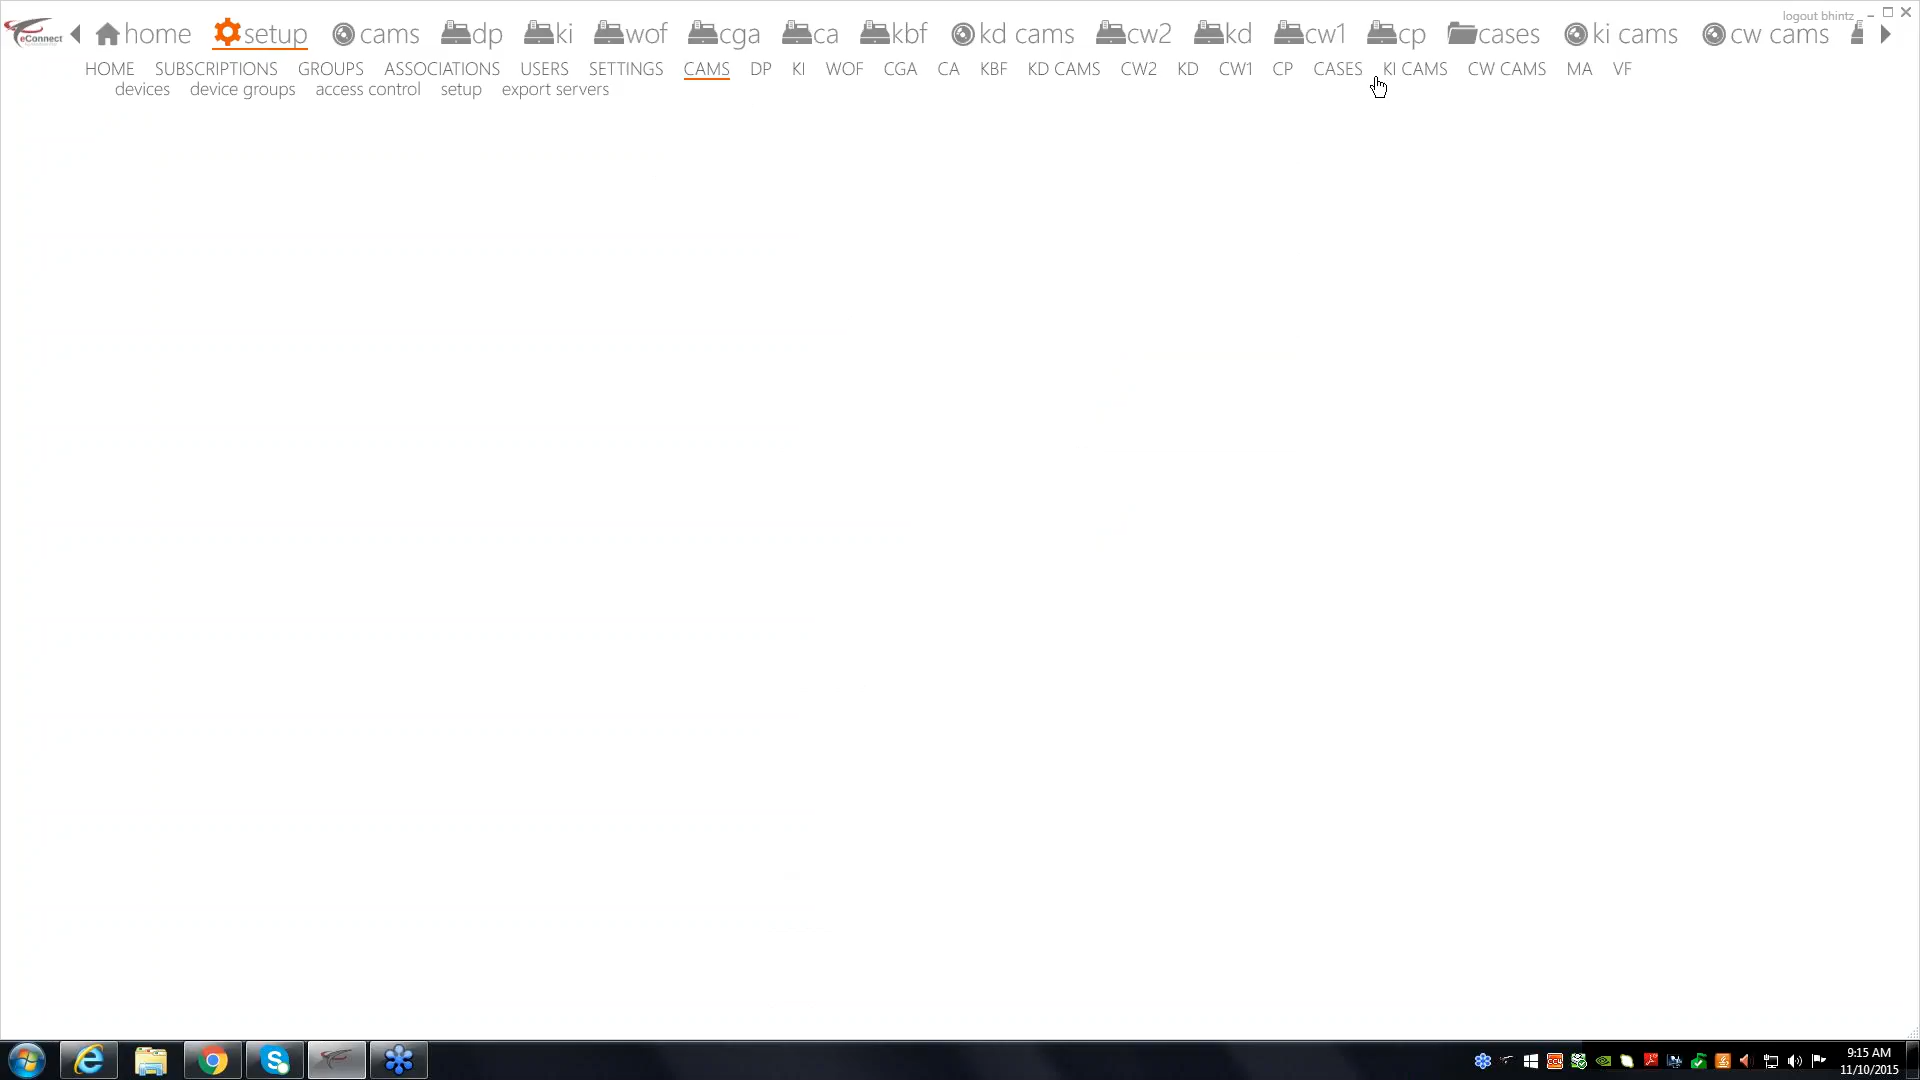 logout bhintz
eConnect home setup cams dp ki wof cga ca kbf kd cams cw2 kd cw1 cp cases ki cams cw cams
HOME SUBSCRIPTIONS GROUPS ASSOCIATIONS USERS SETTINGS CAMS DP KI WOF CGA CA KBF KD CAMS CW2 KD CW1 CP CASES KI CAMS CW CAMS MA VF
devices device groups access control setup export servers
9:15 AM
11/10/2015